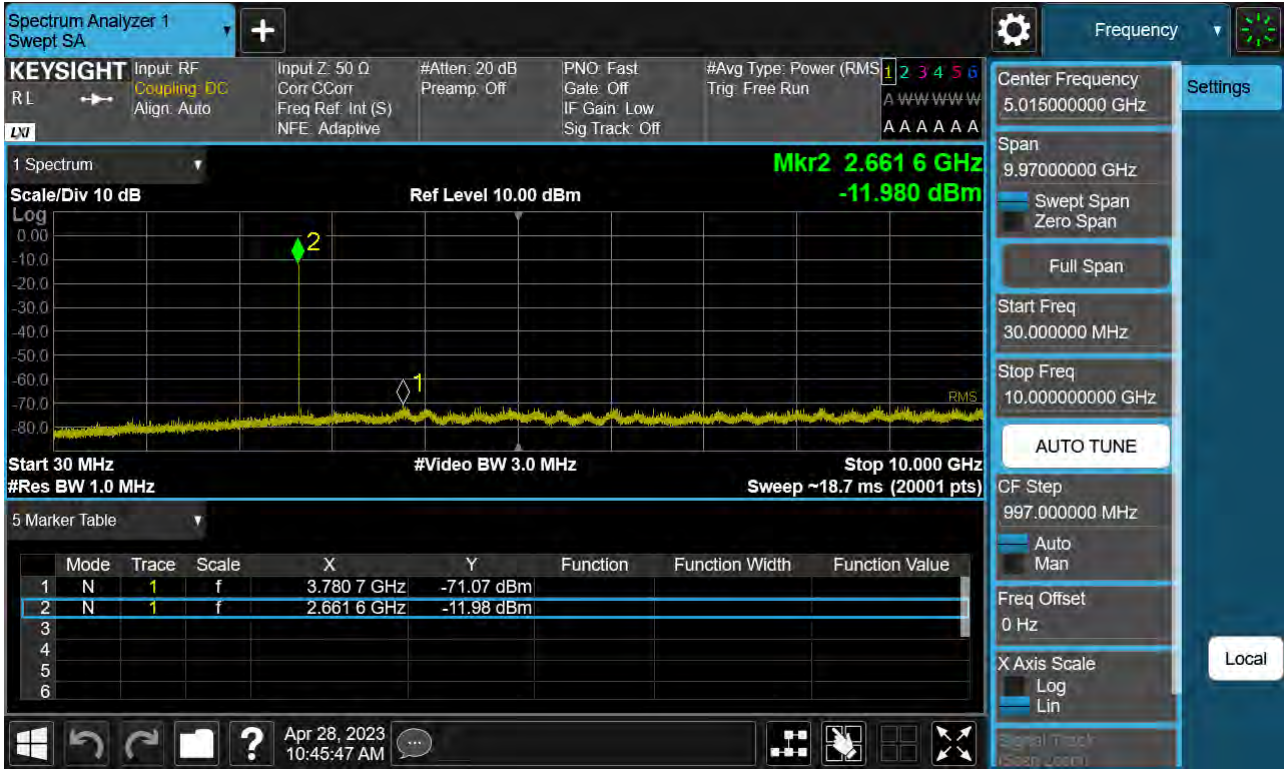 Spectrum Analyzer 1
Swept SA
+
Frequency
KEYSIGHT
RL
LXI
Input: RF
Coupling: DC
Align: Auto
Input Z: 50 Ω
Corr CCorr
Freq Ref: Int (S)
NFE: Adaptive
#Atten: 20 dB
Preamp: Off
PNO: Fast
Gate: Off
IF Gain: Low
Sig Track: Off
#Avg Type: Power (RMS
Trig: Free Run
1 2 3 4 5 6
A W W W W W
A A A A A A
1 Spectrum
Scale/Div 10 dB
Ref Level 10.00 dBm
Mkr2 2.661 6 GHz
-11.980 dBm
Log
0.00
-10.0
-20.0
-30.0
-40.0
-50.0
-60.0
-70.0
-80.0
2
1
RMS
Start 30 MHz
#Video BW 3.0 MHz
Stop 10.000 GHz
#Res BW 1.0 MHz
Sweep ~18.7 ms (20001 pts)
5 Marker Table
Mode Trace Scale X Y Function Function Width Function Value
1 N 1 f 3.780 7 GHz -71.07 dBm
2 N 1 f 2.661 6 GHz -11.98 dBm
3
4
5
6
?
Apr 28, 2023
10:45:47 AM
Center Frequency
5.015000000 GHz
Span
9.97000000 GHz
Swept Span
Zero Span
Full Span
Start Freq
30.000000 MHz
Stop Freq
10.000000000 GHz
AUTO TUNE
CF Step
997.000000 MHz
Auto
Man
Freq Offset
0 Hz
X Axis Scale
Log
Lin
Signal Track
(Span Zoom)
Settings
Local